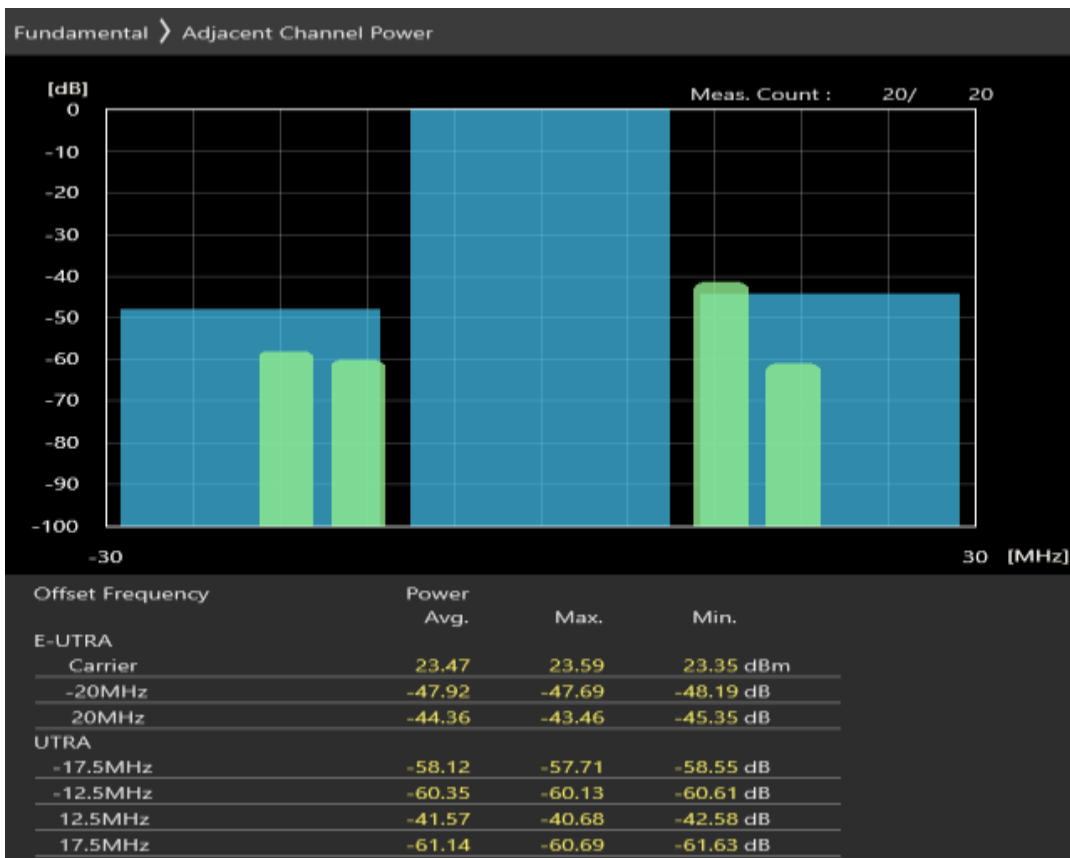 Fundamental 〉 Adjacent Channel Power
[dB]
Meas. Count : 20/ 20
0
-10
-20
-30
-40
-50
-60
-70
-80
-90
-100
-30 30 [MHz]
Offset Frequency Power
Avg. Max. Min.
E-UTRA
Carrier 23.47 23.59 23.35 dBm
-20MHz -47.92 -47.69 -48.19 dB
20MHz -44.36 -43.46 -45.35 dB
UTRA
-17.5MHz -58.12 -57.71 -58.55 dB
-12.5MHz -60.35 -60.13 -60.61 dB
12.5MHz -41.57 -40.68 -42.58 dB
17.5MHz -61.14 -60.69 -61.63 dB